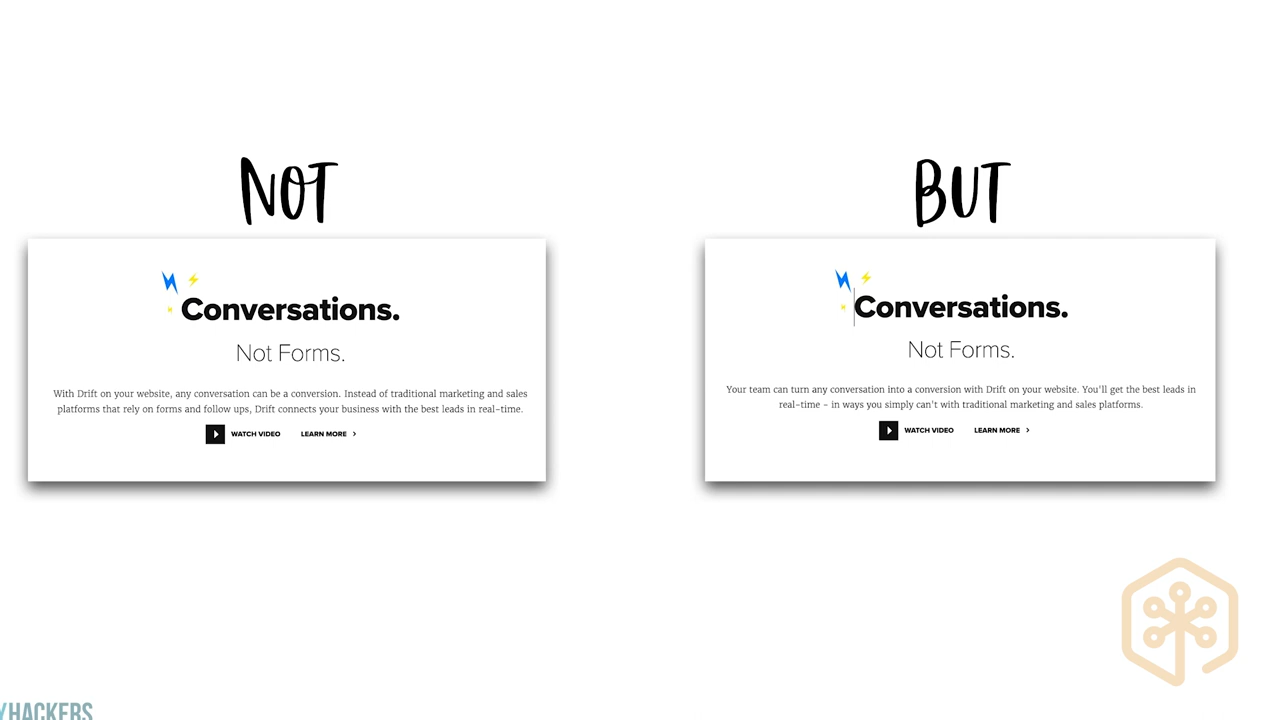 NOT
Conversations.
Not Forms.
With Drift on your website, any conversation can be a conversion. Instead of traditional marketing and sales
platforms that rely on forms and follow ups, Drift connects your business with the best leads in real-time.
WATCH VIDEO LEARN MORE >
BUT
Conversations.
Not Forms.
Your team can turn any conversation into a conversion with Drift on your website. You'll get the best leads in
real-time – in ways you simply can't with traditional marketing and sales platforms.
WATCH VIDEO LEARN MORE >
YHACKERS